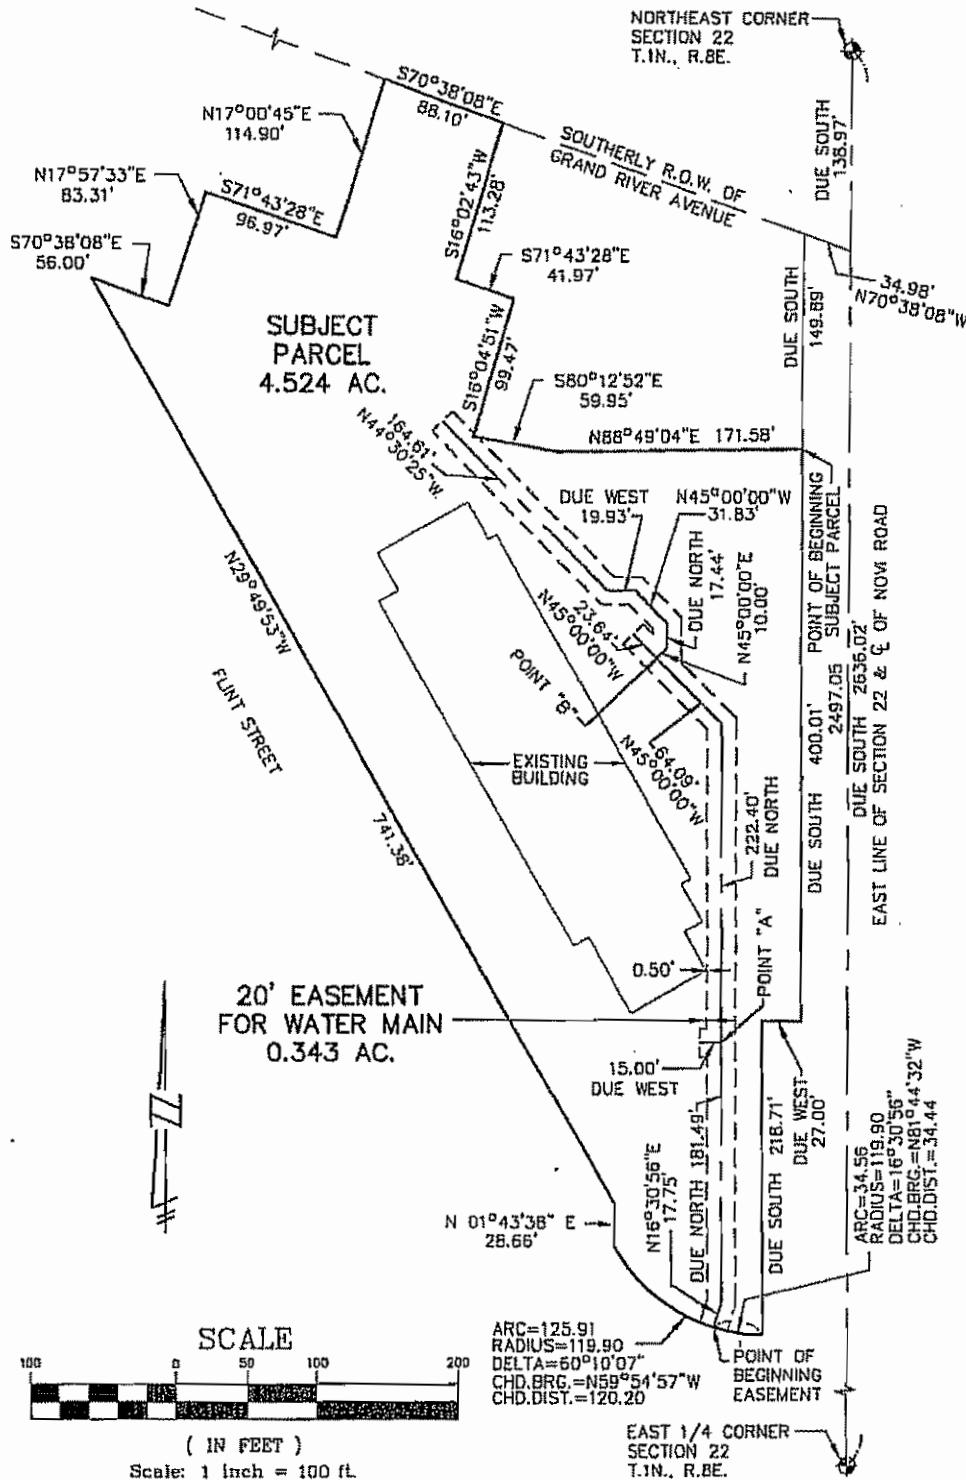 NORTHEAST CORNER
SECTION 22
T.1N., R.8E.
S70°38'08"E
88.10'
N17°00'45"E
114.90'
SOUTHERLY R.O.W. OF
GRAND RIVER AVENUE
DUE SOUTH
138.97'
N17°57'33"E
83.31'
S71°43'28"E
96.97'
S16°02'43"W
113.28'
S70°38'08"E
56.00'
S71°43'28"E
41.97'
34.98'
N70°38'08"W
DUE SOUTH
149.89'
SUBJECT
PARCEL
4.524 AC.
S16°04'51"W
99.47'
S80°12'52"E
59.95'
N88°49'04"E 171.58'
164.61'
N44°30'25"W
DUE WEST
19.93'
N45°00'00"W
31.83'
DUE NORTH
17.44'
N45°00'00"E
10.00'
POINT OF BEGINNING
SUBJECT PARCEL
23.64'
N45°00'00"W
POINT "B"
N29°49'53"W
741.38'
FLINT STREET
EXISTING
BUILDING
64.09'
N45°00'00"W
222.40'
DUE NORTH
DUE SOUTH 400.01'
2497.05
DUE SOUTH 2636.02'
EAST LINE OF SECTION 22 & ℄ OF NOVI ROAD
0.50'
POINT "A"
20' EASEMENT
FOR WATER MAIN
0.343 AC.
15.00'
DUE WEST
DUE WEST
27.00'
N 01°43'38" E
28.66'
N16°30'56"E
17.75'
DUE NORTH 181.49'
DUE SOUTH 218.71'
ARC=34.56
RADIUS=119.90
DELTA=16°30'56"
CHD.BRG.=N81°44'32"W
CHD.DIST.=34.44
ARC=125.91
RADIUS=119.90
DELTA=60°10'07"
CHD.BRG.=N59°54'57"W
CHD.DIST.=120.20
POINT OF
BEGINNING
EASEMENT
SCALE
100 0 50 100 200
( IN FEET )
Scale: 1 inch = 100 ft.
EAST 1/4 CORNER
SECTION 22
T.1N., R.8E.